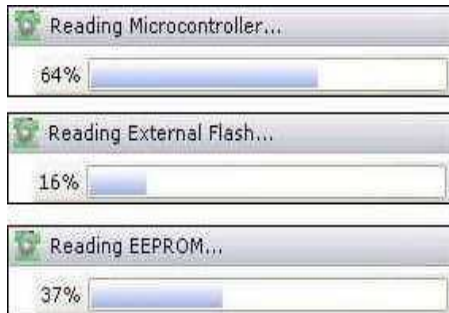 Reading Microcontroller...
64%
Reading External Flash...
16%
Reading EEPROM...
37%